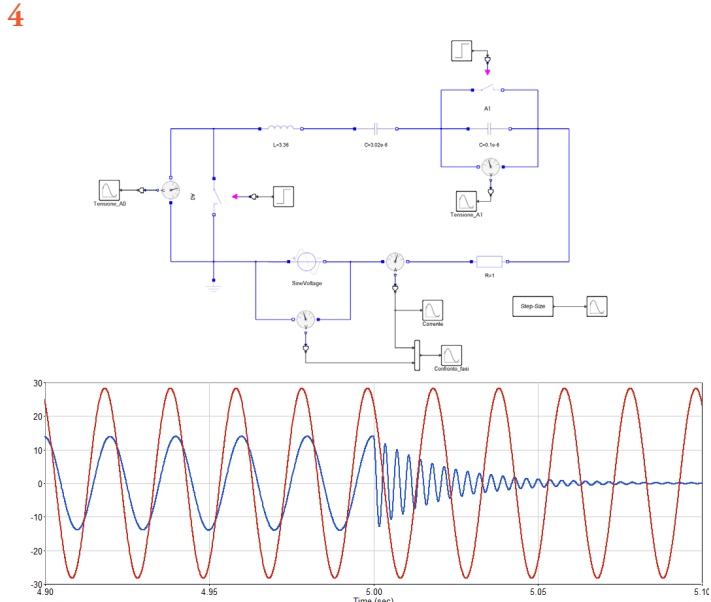 4
A1
L=3.36
C=3.02e-6
C=0.1e-6
Tensione_A0
A0
Tensione_A1
SineVoltage
A
R=1
Step-Size
Corrente
Confronto_fasi
30
20
10
0
-10
-20
-30
4.90
4.95
5.00
5.05
5.10
Time (sec)